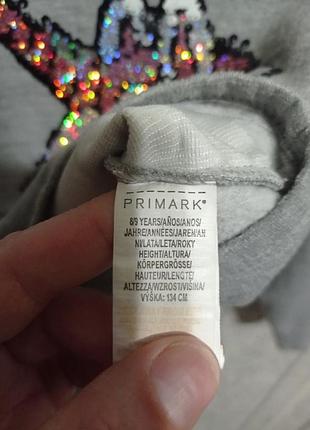 PRIMARK®
8/9 YEARS/AÑOS/ANOS/
JAHRE/ANNÉES/JAREN/AH
NI/LATA/LETA/ROKY
HEIGHT/ALTURA/
KÖRPERGRÖSSE/
HAUTEUR/LENGTE/
ALTEZZA/WZROST/VIŠINA/
VÝŠKA: 134 CM